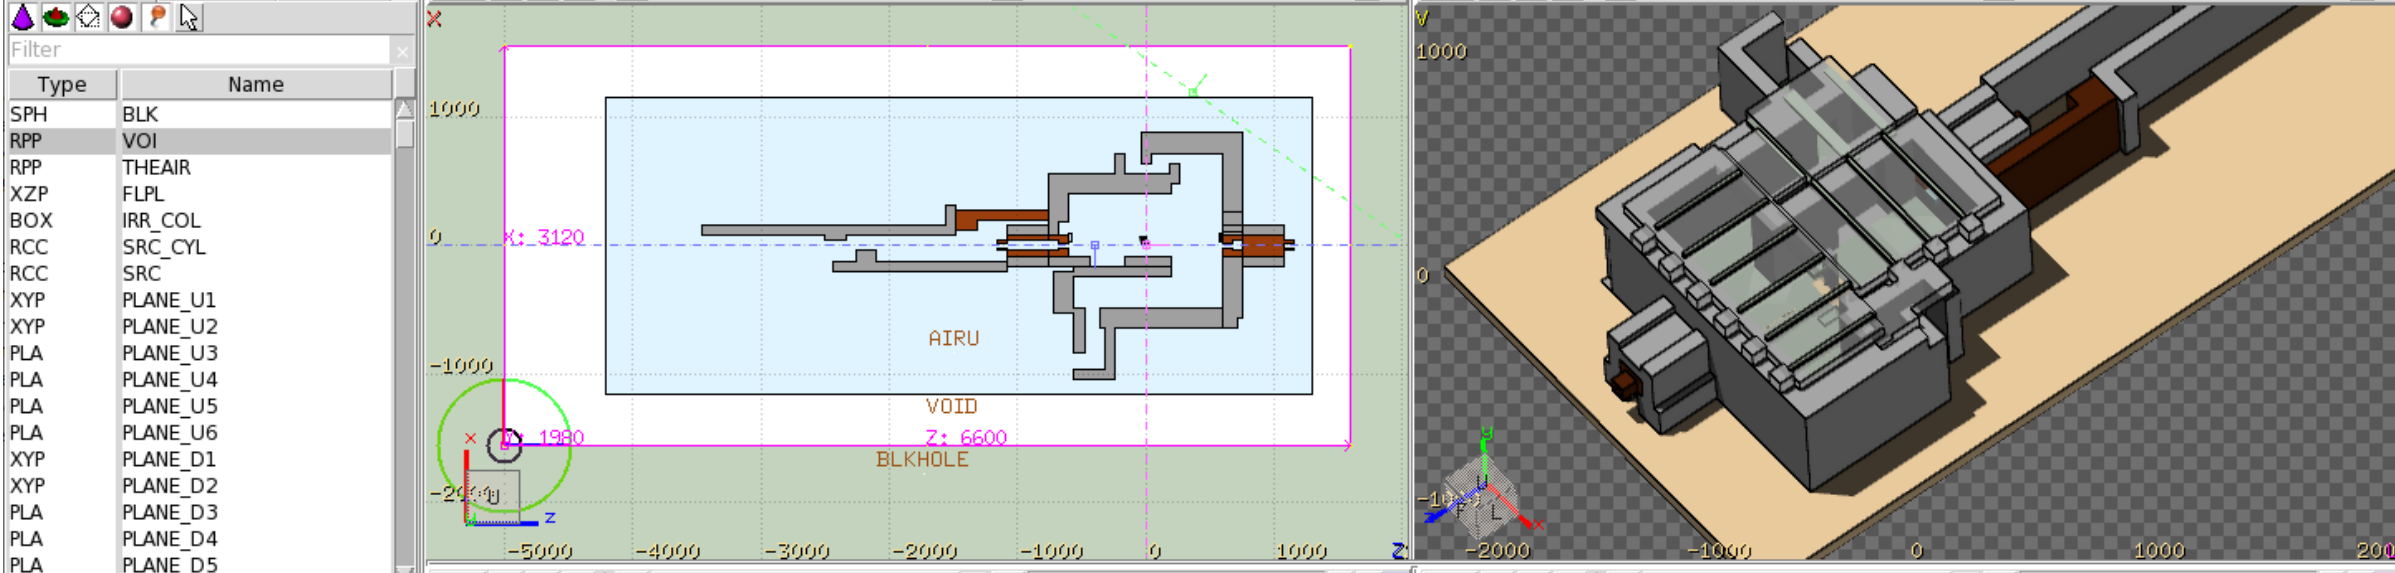 Filter
Type Name
SPH BLK
RPP VOI
RPP THEAIR
XZP FLPL
BOX IRR_COL
RCC SRC_CYL
RCC SRC
XYP PLANE_U1
XYP PLANE_U2
PLA PLANE_U3
PLA PLANE_U4
PLA PLANE_U5
PLA PLANE_U6
XYP PLANE_D1
XYP PLANE_D2
PLA PLANE_D3
PLA PLANE_D4
PLA PLANE_D5
X
1000
0
X: 3120
-1000
AIRU
VOID
Y: 1980 Z: 6600
BLKHOLE
x
U
z
-5000 -4000 -3000 -2000 -1000 0 1000 Z
V
1000
0
y
F L
z x
-2000 -1000 0 1000